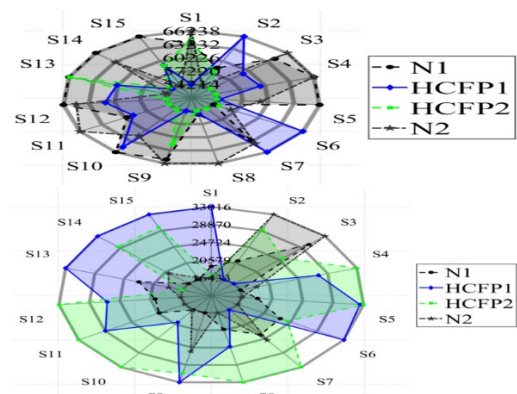 S1
S15
66238
S2
S14
S3
S13
S4
S12
S5
S11
S6
S10
S7
S9
S8
N1
HCFP1
HCFP2
N2
S1
S15
33016
S2
S14
28870
S3
24724
S13
20579
S4
S12
S5
S11
S6
S10
S7
N1
HCFP1
HCFP2
N2